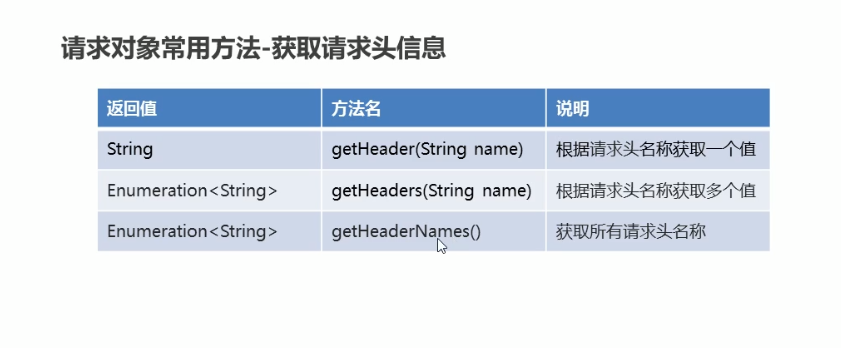 请求对象常用方法-获取请求头信息
返回值 方法名 说明
String getHeader(String name) 根据请求头名称获取一个值
Enumeration<String> getHeaders(String name) 根据请求头名称获取多个值
Enumeration<String> getHeaderNames() 获取所有请求头名称